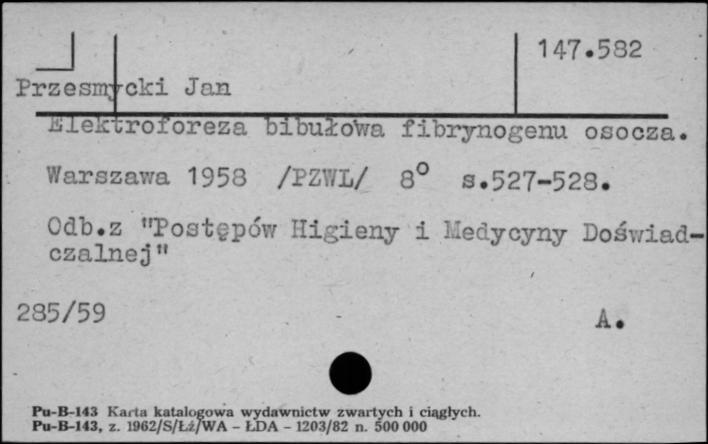 147.582
Przesmycki Jan
Elektroforeza bibułowa fibrynogenu osocza.
Warszawa 1958 /PZWL/ 8° s.527-528.
Odb.z "Postępów Higieny i Medycyny Doświad-
czalnej"
285/59 A.
Pu-B-143 Karta katalogowa wydawnictw zwartych i ciągłych.
Pu-B-143, z. 1962/S/Łż/WA - ŁDA - 1203/82 n. 500 000